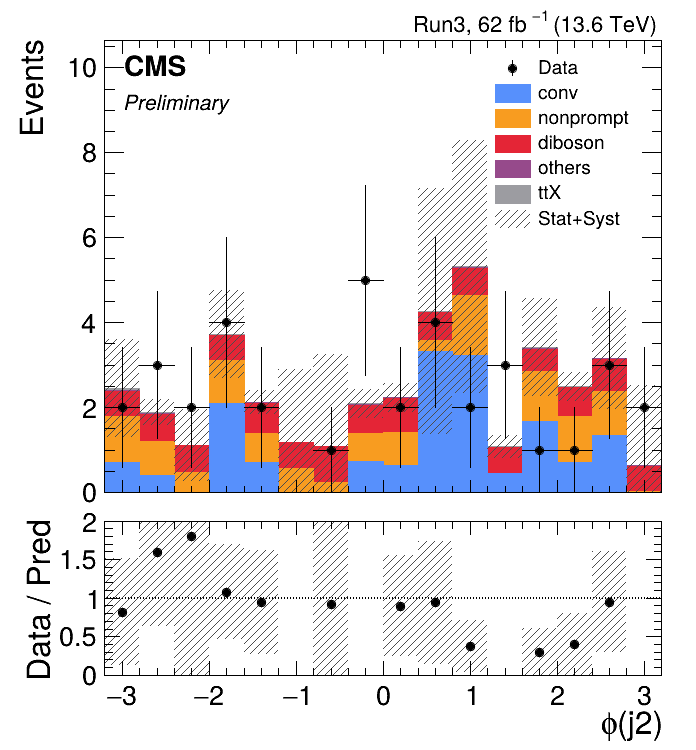 Run3, 62 fb⁻¹ (13.6 TeV)
CMS
Preliminary
Events
10
8
6
4
2
0
Data
conv
nonprompt
diboson
others
ttX
Stat+Syst
Data / Pred
2
1.5
1
0.5
0
−3 −2 −1 0 1 2 3
ϕ(j2)